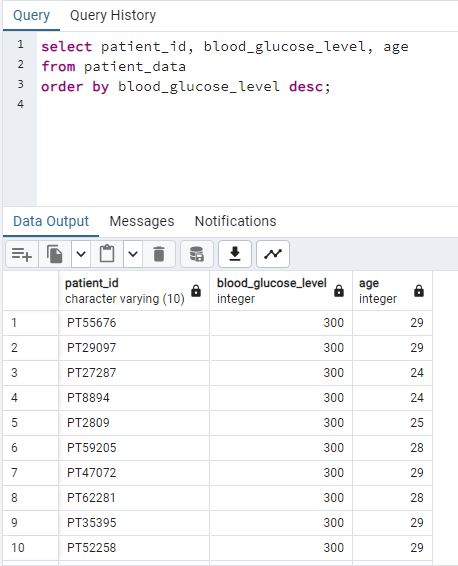 Query Query History
1 select patient_id, blood_glucose_level, age
2 from patient_data
3 order by blood_glucose_level desc;
4
Data Output Messages Notifications
patient_id blood_glucose_level age
character varying (10) integer integer
1 PT55676 300 29
2 PT29097 300 29
3 PT27287 300 24
4 PT8894 300 24
5 PT2809 300 25
6 PT59205 300 28
7 PT47072 300 29
8 PT62281 300 28
9 PT35395 300 29
10 PT52258 300 29